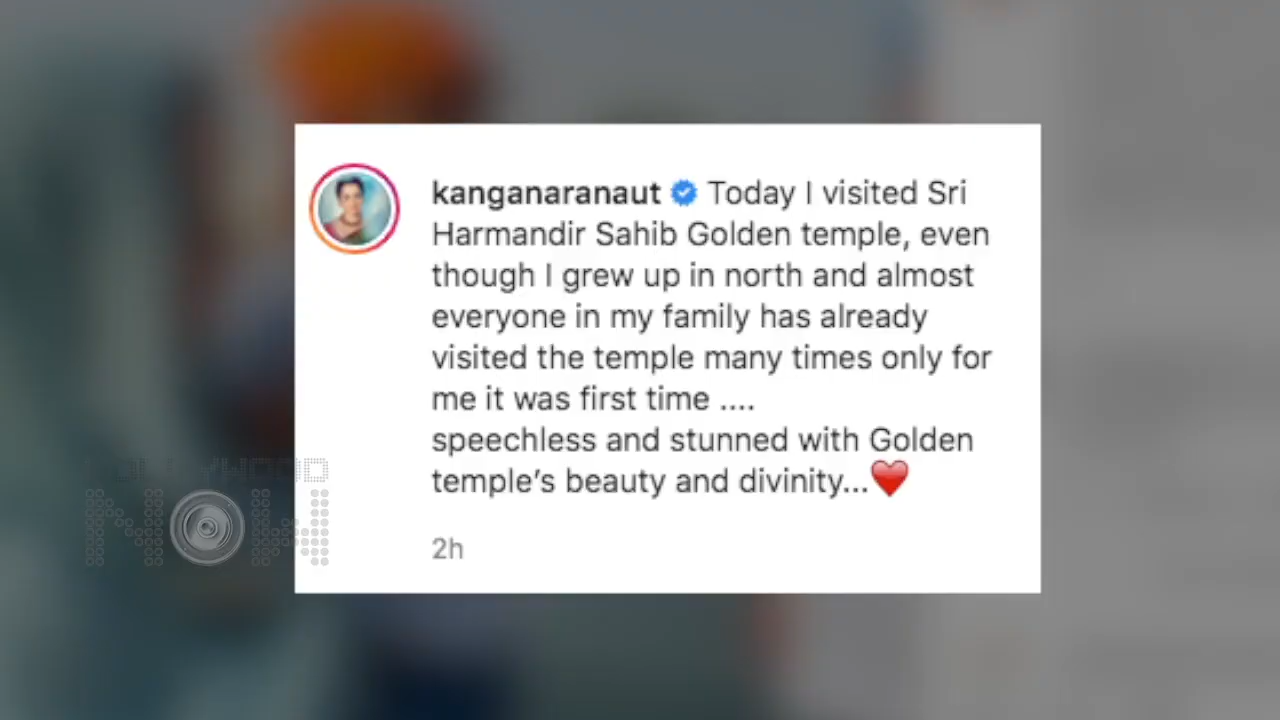 kanganaranaut Today I visited Sri
Harmandir Sahib Golden temple, even
though I grew up in north and almost
everyone in my family has already
visited the temple many times only for
me it was first time ....
speechless and stunned with Golden
temple’s beauty and divinity...❤️
2h
BOLLYWOOD
NOW